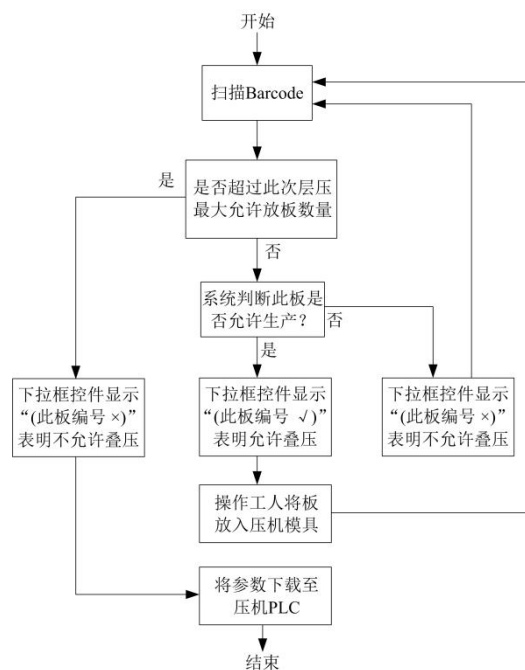 开始
扫描Barcode
是
是否超过此次层压
最大允许放板数量
否
系统判断此板是
否允许生产？
否
是
下拉框控件显示
“(此板编号 ×)”
表明不允许叠压
下拉框控件显示
“(此板编号 √)”
表明允许叠压
下拉框控件显示
“(此板编号 ×)”
表明不允许叠压
操作工人将板
放入压机模具
将参数下载至
压机PLC
结束